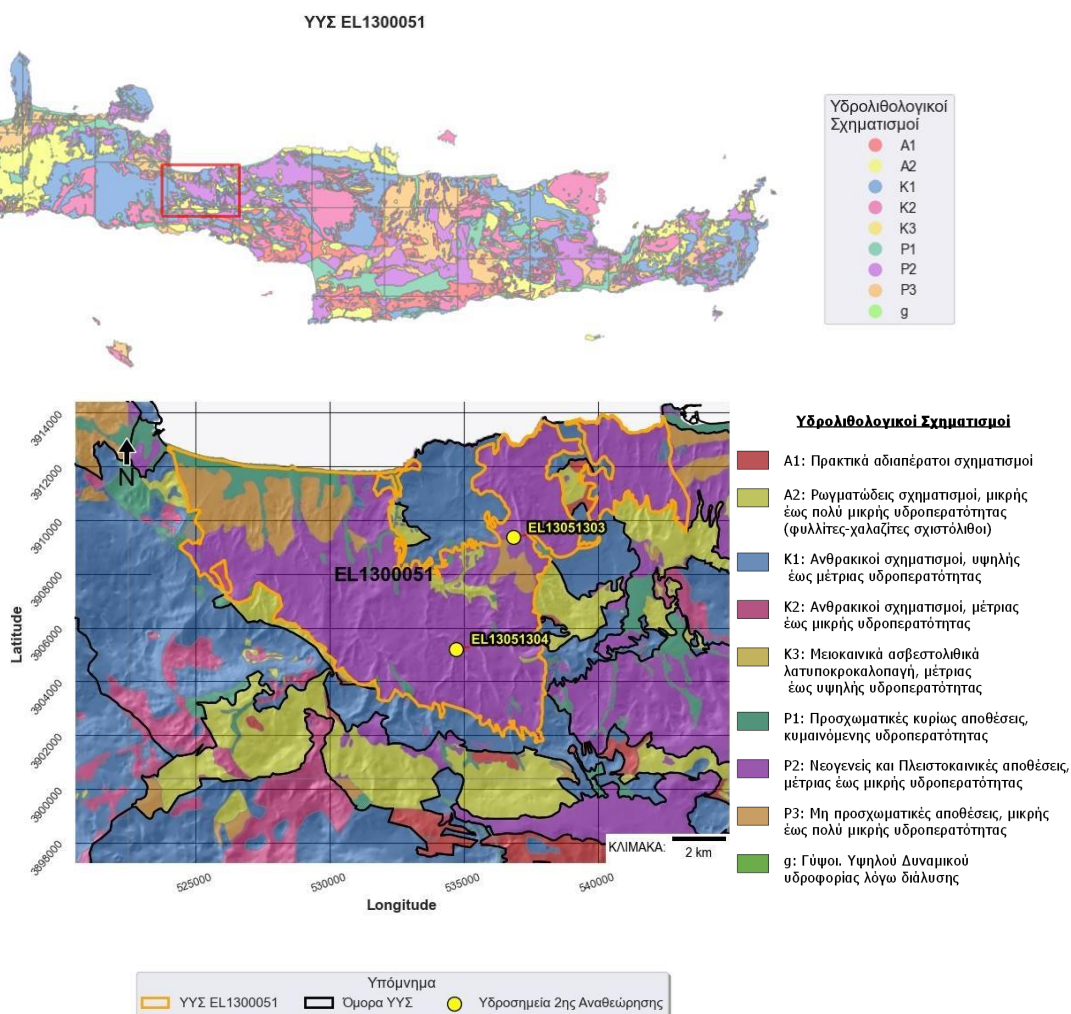 ΥΥΣ EL1300051
Υδρολιθολογικοί
Σχηματισμοί
A1
A2
K1
K2
K3
P1
P2
P3
g
3914000
3912000
3910000
3908000
3906000
3904000
3902000
3900000
3898000
Latitude
N
EL13051303
EL1300051
EL13051304
ΚΛΙΜΑΚΑ:
2 km
525000
530000
535000
540000
Longitude
Υδρολιθολογικοί Σχηματισμοί
A1: Πρακτικά αδιαπέρατοι σχηματισμοί
A2: Ρωγματώδεις σχηματισμοί, μικρής
έως πολύ μικρής υδροπερατότητας
(φυλλίτες-χαλαζίτες σχιστόλιθοι)
K1: Ανθρακικοί σχηματισμοί, υψηλής
έως μέτριας υδροπερατότητας
K2: Ανθρακικοί σχηματισμοί, μέτριας
έως μικρής υδροπερατότητας
K3: Μειοκαινικά ασβεστολιθικά
λατυποκροκαλοπαγή, μέτριας
έως υψηλής υδροπερατότητας
P1: Προσχωματικές κυρίως αποθέσεις,
κυμαινόμενης υδροπερατότητας
P2: Νεογενείς και Πλειστοκαινικές αποθέσεις,
μέτριας έως μικρής υδροπερατότητας
P3: Μη προσχωματικές αποθέσεις, μικρής
έως πολύ μικρής υδροπερατότητας
g: Γύψοι. Υψηλού Δυναμικού
υδροφορίας λόγω διάλυσης
Υπόμνημα
ΥΥΣ EL1300051
Όμορα ΥΥΣ
Υδροσημεία 2ης Αναθεώρησης